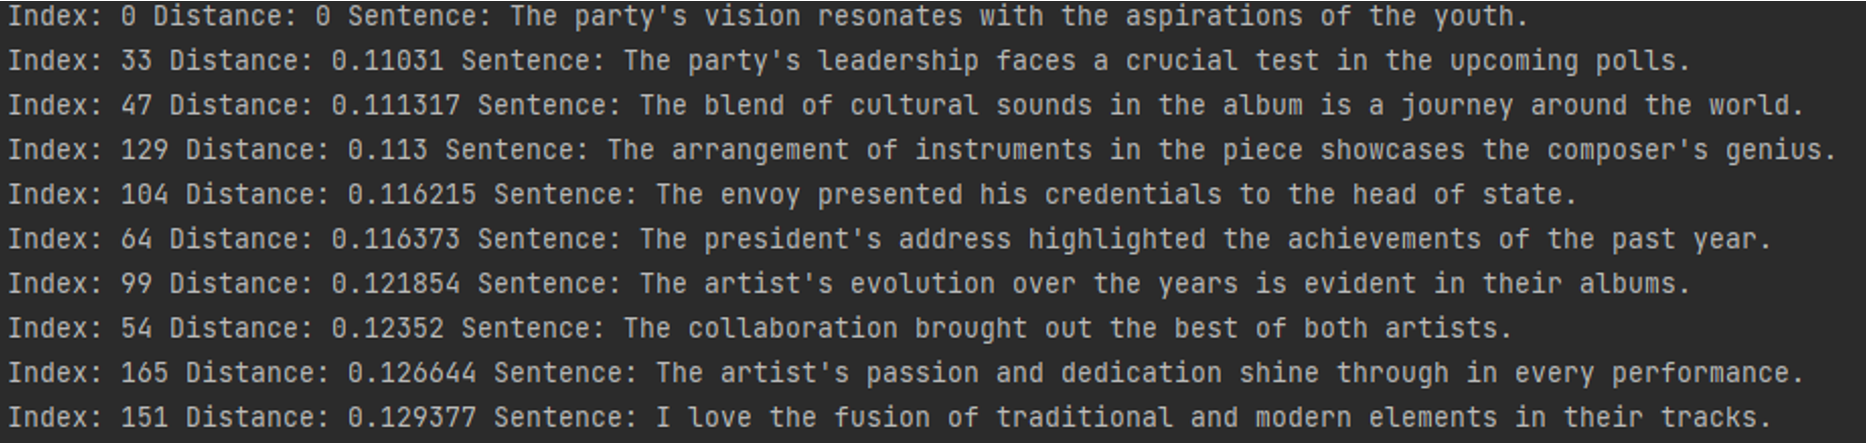 Index: 0 Distance: 0 Sentence: The party's vision resonates with the aspirations of the youth.
Index: 33 Distance: 0.11031 Sentence: The party's leadership faces a crucial test in the upcoming polls.
Index: 47 Distance: 0.111317 Sentence: The blend of cultural sounds in the album is a journey around the world.
Index: 129 Distance: 0.113 Sentence: The arrangement of instruments in the piece showcases the composer's genius.
Index: 104 Distance: 0.116215 Sentence: The envoy presented his credentials to the head of state.
Index: 64 Distance: 0.116373 Sentence: The president's address highlighted the achievements of the past year.
Index: 99 Distance: 0.121854 Sentence: The artist's evolution over the years is evident in their albums.
Index: 54 Distance: 0.12352 Sentence: The collaboration brought out the best of both artists.
Index: 165 Distance: 0.126644 Sentence: The artist's passion and dedication shine through in every performance.
Index: 151 Distance: 0.129377 Sentence: I love the fusion of traditional and modern elements in their tracks.